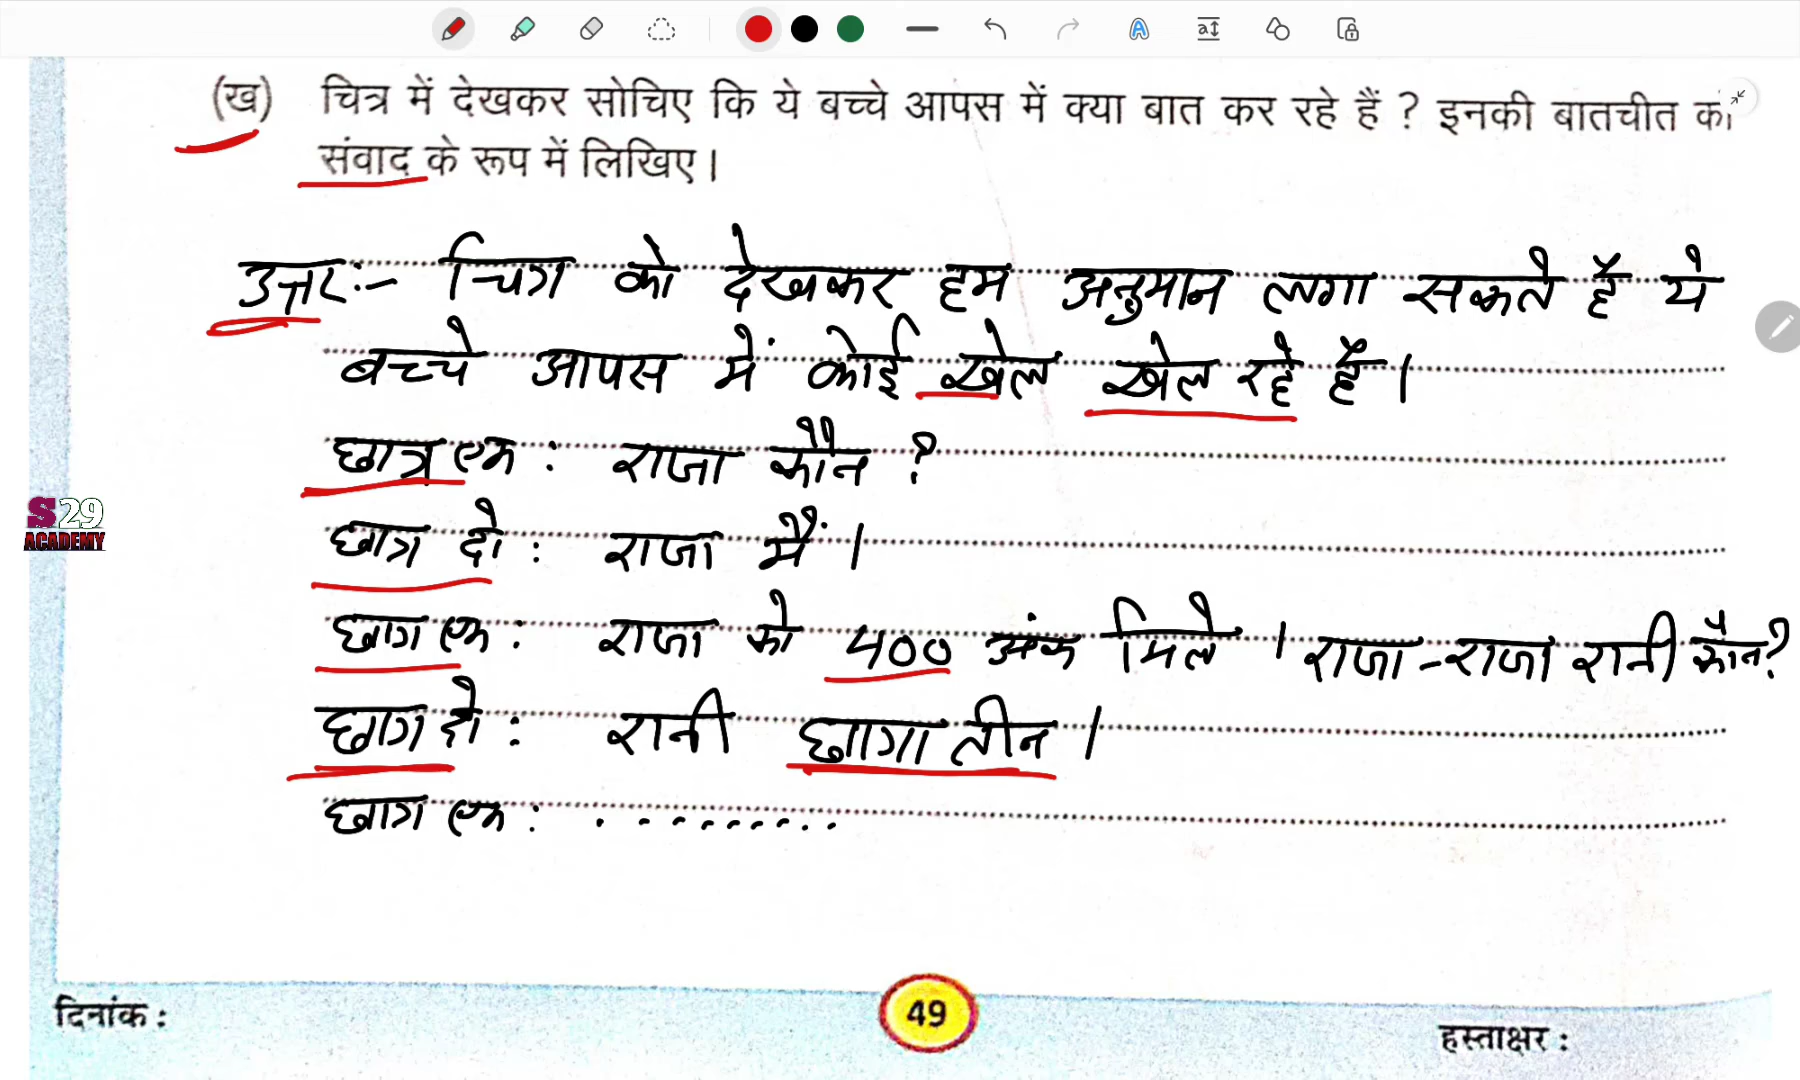 (ख) चित्र में देखकर सोचिए कि ये बच्चे आपस में क्या बात कर रहे हैं ? इनकी बातचीत को
संवाद के रूप में लिखिए।
उत्तर:- चित्र को देखकर हम अनुमान लगा सकते हैं ये
बच्चे आपस में कोई खेल खेल रहे हैं।
छात्र एक : राजा कौन ?
छात्र दो : राजा मैं।
छात्र एक : राजा को 400 अंक मिले । राजा-राजा रानी कौन?
छात्र दो : रानी छात्रा तीन।
छात्र एक : . . . . . . . . .
S29
ACADEMY
दिनांक :
49
हस्ताक्षर :